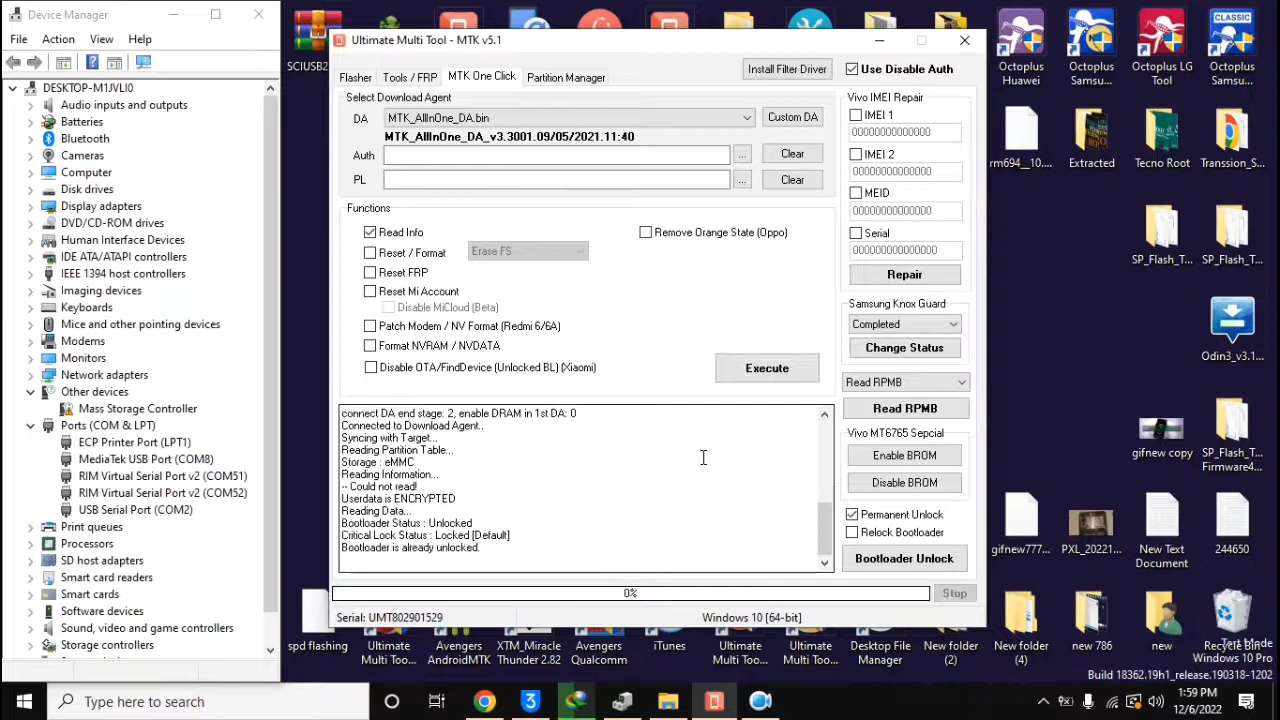 Device Manager
File Action View Help
DESKTOP-M1JVLI0
Audio inputs and outputs
Batteries
Bluetooth
Cameras
Computer
Disk drives
Display adapters
DVD/CD-ROM drives
Human Interface Devices
IDE ATA/ATAPI controllers
IEEE 1394 host controllers
Imaging devices
Keyboards
Mice and other pointing devices
Modems
Monitors
Network adapters
Other devices
Mass Storage Controller
Ports (COM & LPT)
ECP Printer Port (LPT1)
MediaTek USB Port (COM8)
RIM Virtual Serial Port v2 (COM51)
RIM Virtual Serial Port v2 (COM52)
USB Serial Port (COM2)
Print queues
Processors
SD host adapters
Smart card readers
Smart cards
Software devices
Sound, video and game controllers
Storage controllers
SCIUSB2
Ultimate Multi Tool - MTK v5.1
Flasher Tools / FRP MTK One Click Partition Manager
Install Filter Driver
Use Disable Auth
Select Download Agent
DA MTK_AllInOne_DA.bin Custom DA
MTK_AllInOne_DA_v3.3001.09/05/2021.11:40
Auth ... Clear
PL ... Clear
Functions
Read Info
Remove Orange State (Oppo)
Reset / Format Erase FS
Reset FRP
Reset Mi Account
Disable MiCloud (Beta)
Patch Modem / NV Format (Redmi 6/6A)
Format NVRAM / NVDATA
Disable OTA/FindDevice (Unlocked BL) [Xiaomi]
Execute
connect DA end stage: 2, enable DRAM in 1st DA: 0
Connected to Download Agent..
Syncing with Target...
Reading Partition Table...
Storage : eMMC
Reading Information...
-- Could not read!
Userdata is ENCRYPTED
Reading Data...
Bootloader Status : Unlocked
Critical Lock Status : Locked [Default]
Bootloader is already unlocked.
Vivo IMEI Repair
IMEI 1
00000000000000
IMEI 2
00000000000000
MEID
00000000000000
Serial
00000000000000
Repair
Samsung Knox Guard
Completed
Change Status
Read RPMB
Read RPMB
Vivo MT6765 Sepcial
Enable BROM
Disable BROM
Permanent Unlock
Relock Bootloader
Bootloader Unlock
0%
Stop
Serial: UMT802901529
Windows 10 [64-bit]
Octoplus Huawei
Octoplus Samsu...
Octoplus LG Tool
CLASSIC
Octoplus Samsu...
rm694__10....
Extracted
Tecno Root
Transsion_S...
SP_Flash_T...
SP_Flash_T...
Odin3_v3.1...
gifnew copy
SP_Flash_T... Firmware4...
gifnew777...
PXL_20221...
New Text Document
244650
spd flashing
Ultimate Multi Too...
Avengers AndroidMTK
XTM_Miracle Thunder 2.82
Avengers Qualcomm
iTunes
Ultimate Multi Too...
Ultimate Multi Too...
Desktop File Manager
New folder (2)
New folder (4)
new 786
new
Recycle Bin
Test Mode
Windows 10 Pro
Build 18362.19h1_release.190318-1202
Type here to search
3
1:59 PM
12/6/2022